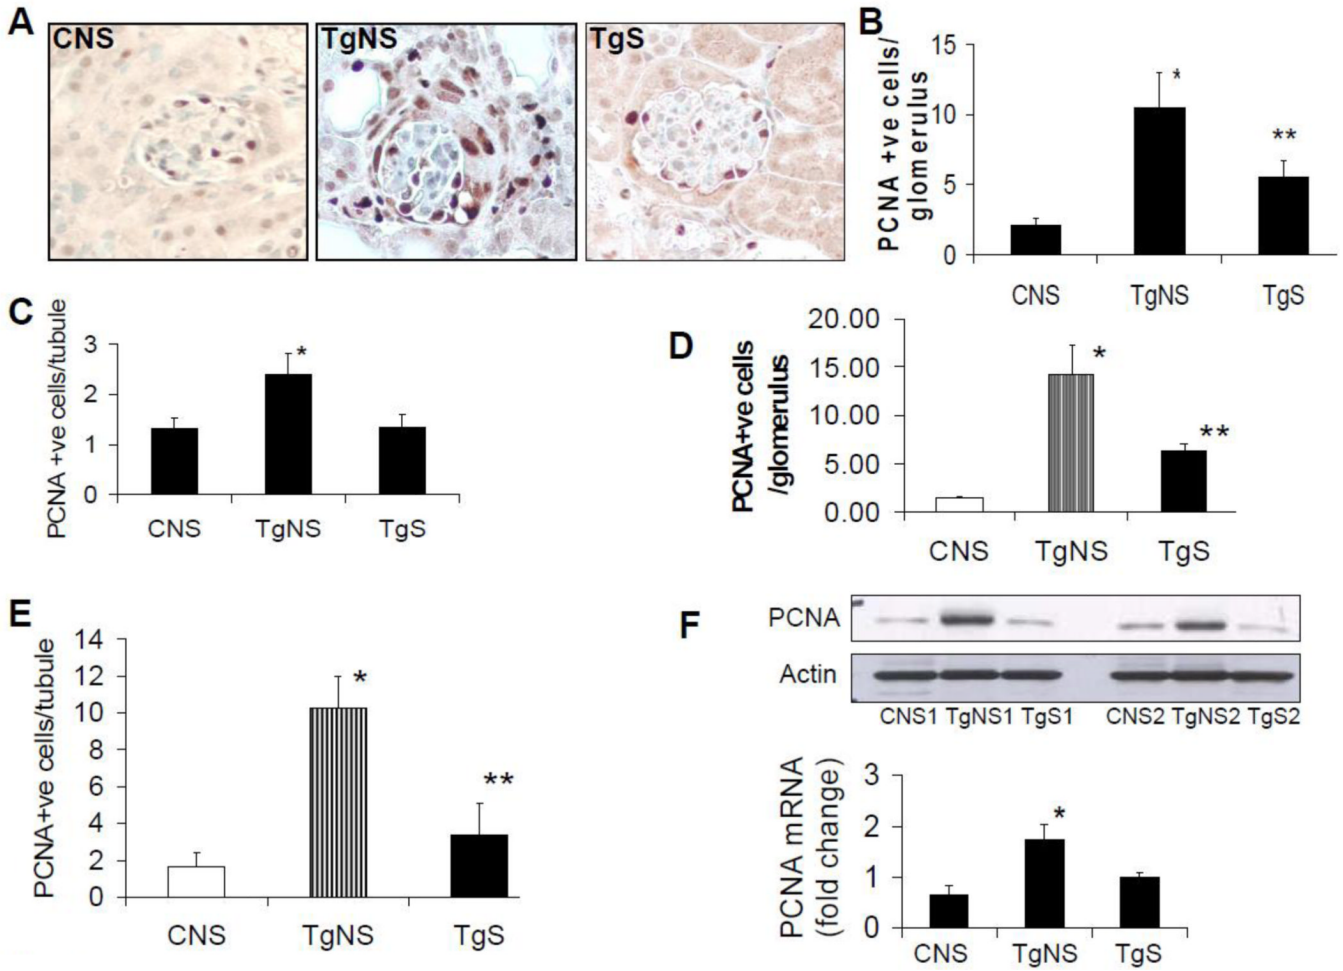 A
CNS
TgNS
TgS
B
PCNA +ve cells/
glomerulus
15
10
5
0
*
**
CNS
TgNS
TgS
C
PCNA +ve cells/tubule
3
2
1
0
*
CNS
TgNS
TgS
D
PCNA+ve cells
/glomerulus
20.00
15.00
10.00
5.00
0.00
*
**
CNS
TgNS
TgS
E
PCNA+ve cells/tubule
14
12
10
8
6
4
2
0
*
**
CNS
TgNS
TgS
F
PCNA
Actin
CNS1 TgNS1 TgS1 CNS2 TgNS2 TgS2
PCNA mRNA
(fold change)
3
2
1
0
*
CNS
TgNS
TgS